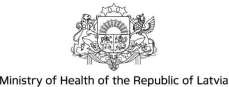 Ministry of Health of the Republic of Latvia